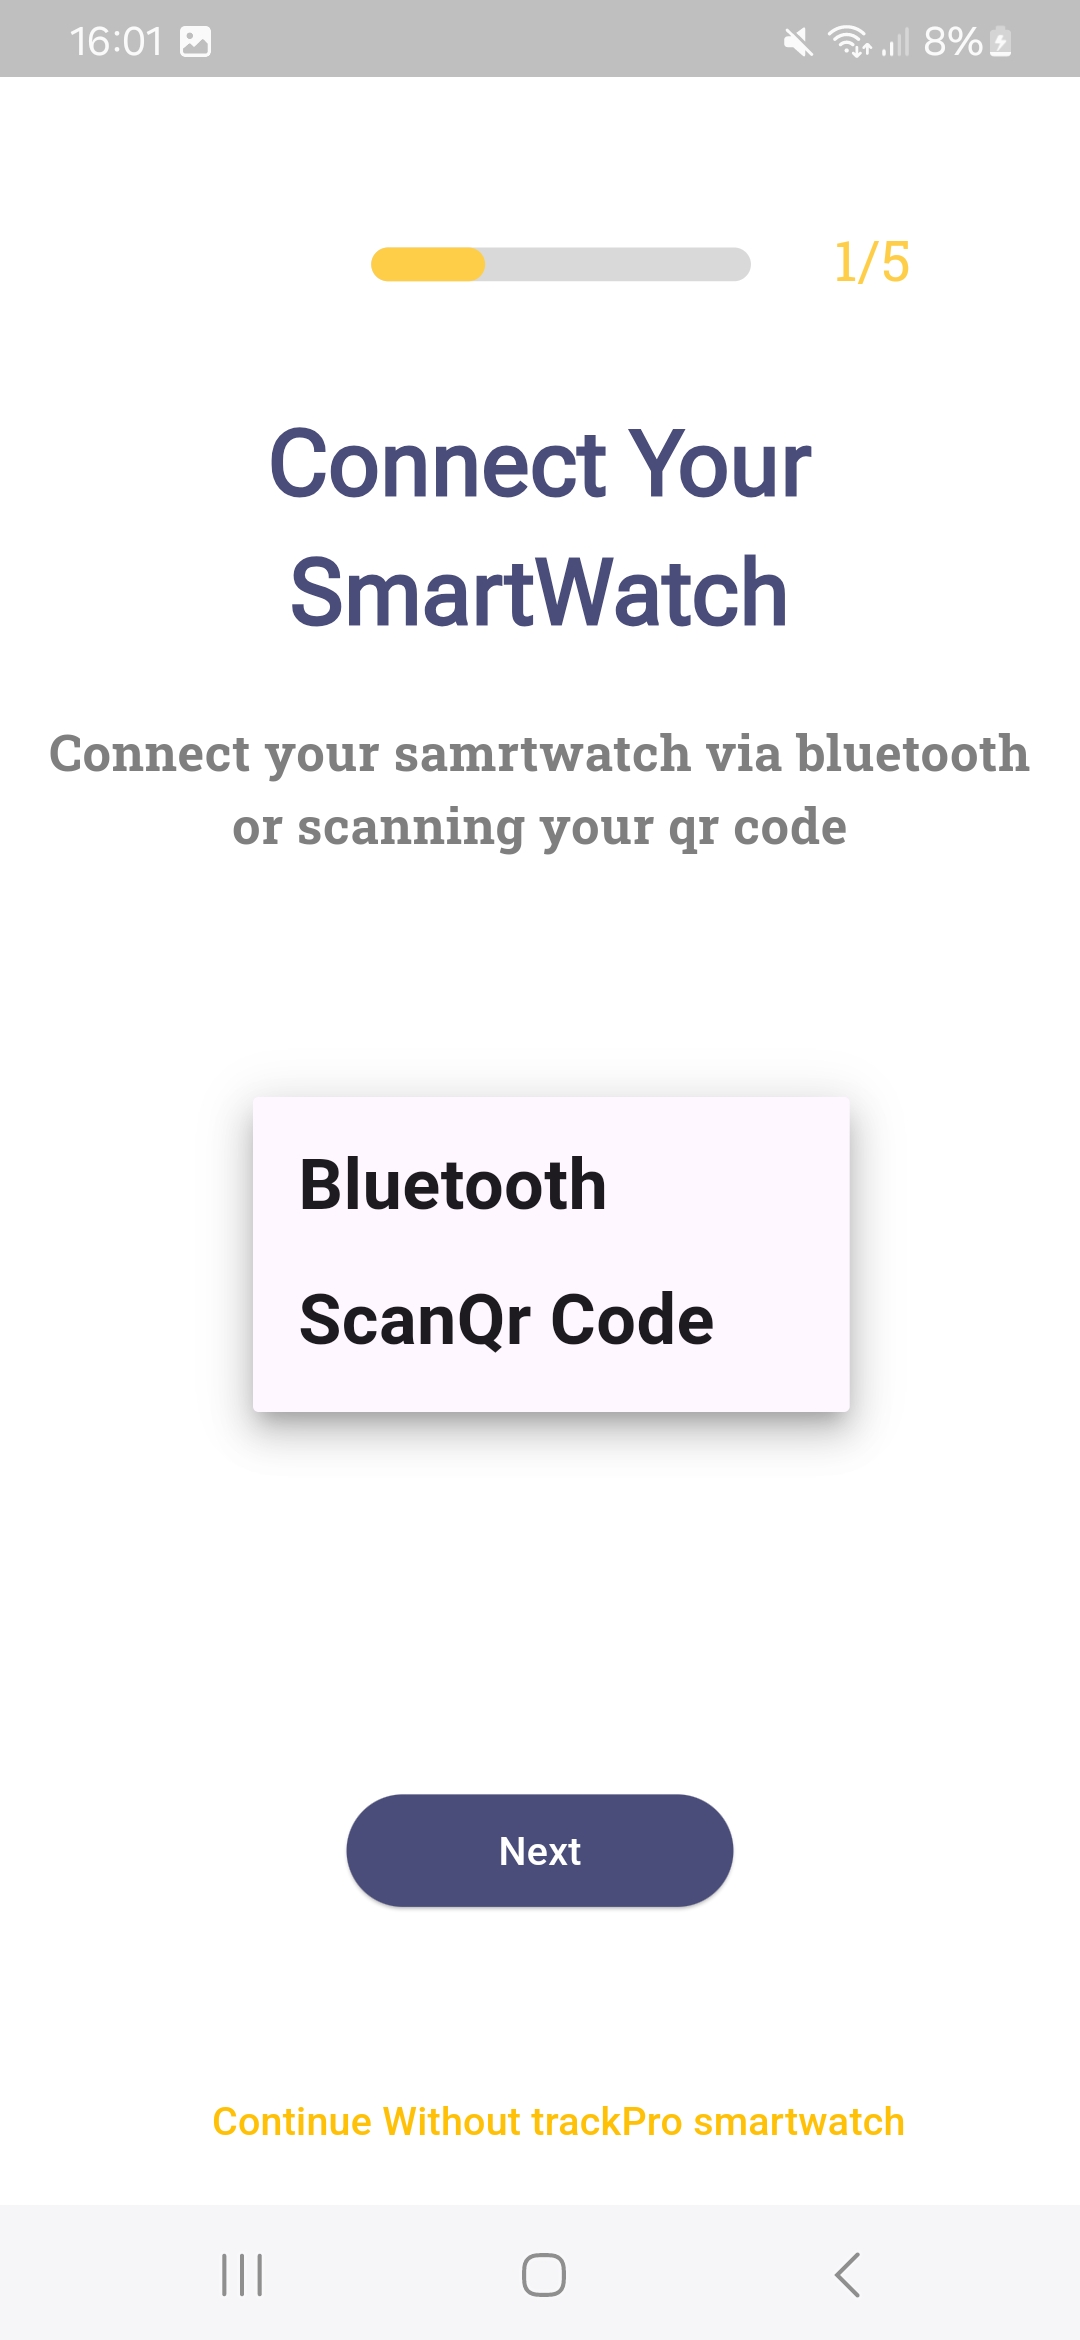 16:01
8%
1/5
Connect Your
SmartWatch
Connect your samrtwatch via bluetooth
or scanning your qr code
Bluetooth
ScanQr Code
Next
Continue Without trackPro smartwatch